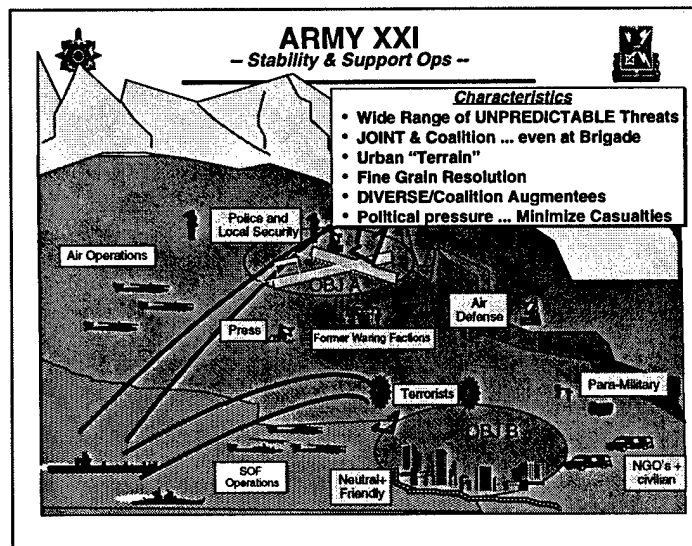 ARMY XXI
-- Stability & Support Ops --
Characteristics
• Wide Range of UNPREDICTABLE Threats
• JOINT & Coalition ... even at Brigade
• Urban "Terrain"
• Fine Grain Resolution
• DIVERSE/Coalition Augmentees
• Political pressure ... Minimize Casualties
Police and
Local Security
Air Operations
OBJ A
Air
Defense
Press
Former Waring Factions
Terrorists
Para-Military
OBJ B
SOF
Operations
Neutral+
Friendly
NGO's +
civilian